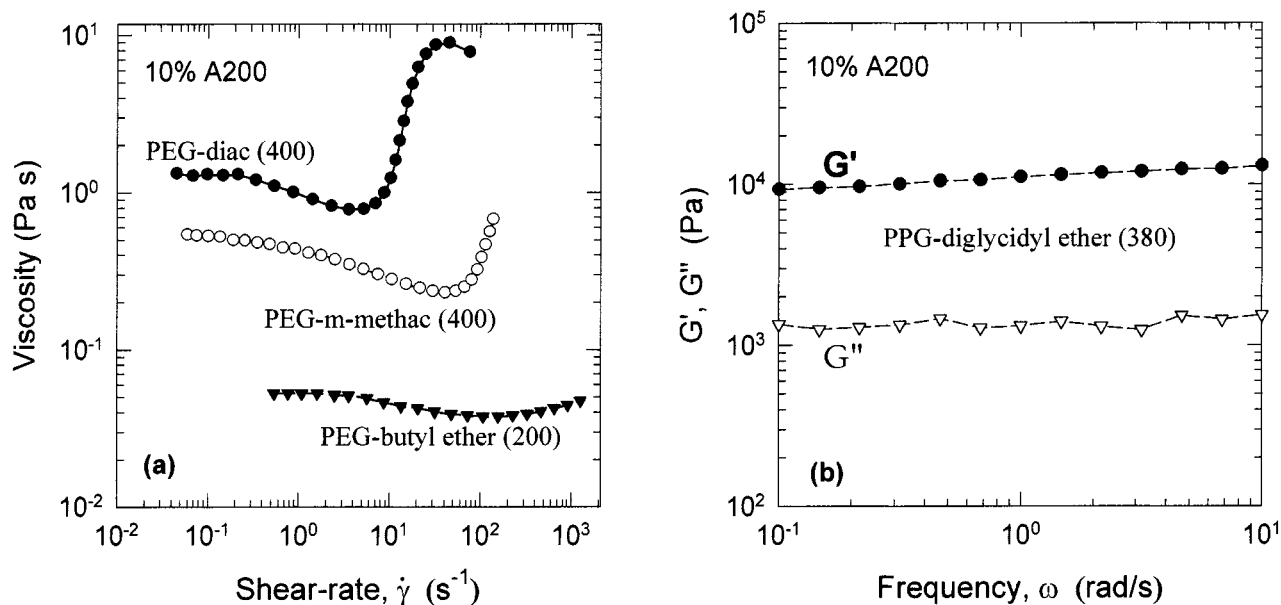 10% A200
PEG-diac (400)
PEG-m-methac (400)
PEG-butyl ether (200)
(a)
Viscosity (Pa s)
10¹
10⁰
10⁻¹
10⁻²
10⁻² 10⁻¹ 10⁰ 10¹ 10² 10³
Shear-rate, γ̇ (s⁻¹)
10% A200
G'
PPG-diglycidyl ether (380)
G"
(b)
G', G" (Pa)
10⁵
10⁴
10³
10²
10⁻¹ 10⁰ 10¹
Frequency, ω (rad/s)